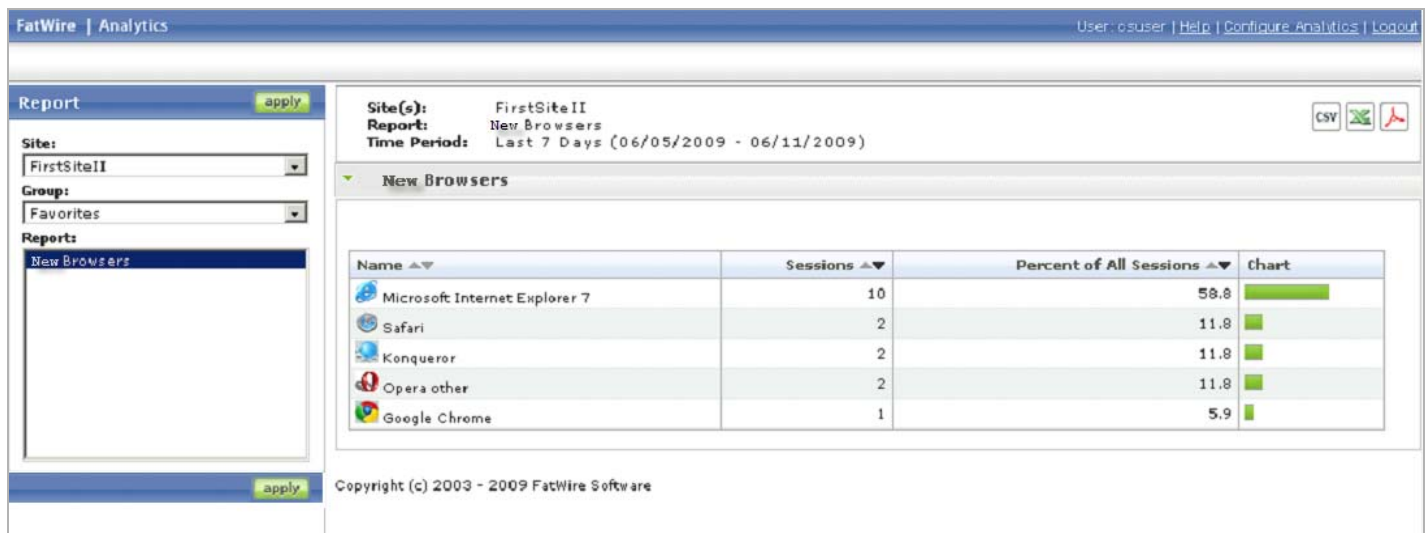 FatWire | Analytics
User: csuser | Help | Configure Analytics | Logout
Report apply
Site:
FirstSiteII
Group:
Favorites
Report:
New Browsers
apply
Site(s): FirstSiteII
Report: New Browsers
Time Period: Last 7 Days (06/05/2009 - 06/11/2009)
CSV
New Browsers
Name Sessions Percent of All Sessions Chart
Microsoft Internet Explorer 7 10 58.8
Safari 2 11.8
Konqueror 2 11.8
Opera other 2 11.8
Google Chrome 1 5.9
Copyright (c) 2003 - 2009 FatWire Software